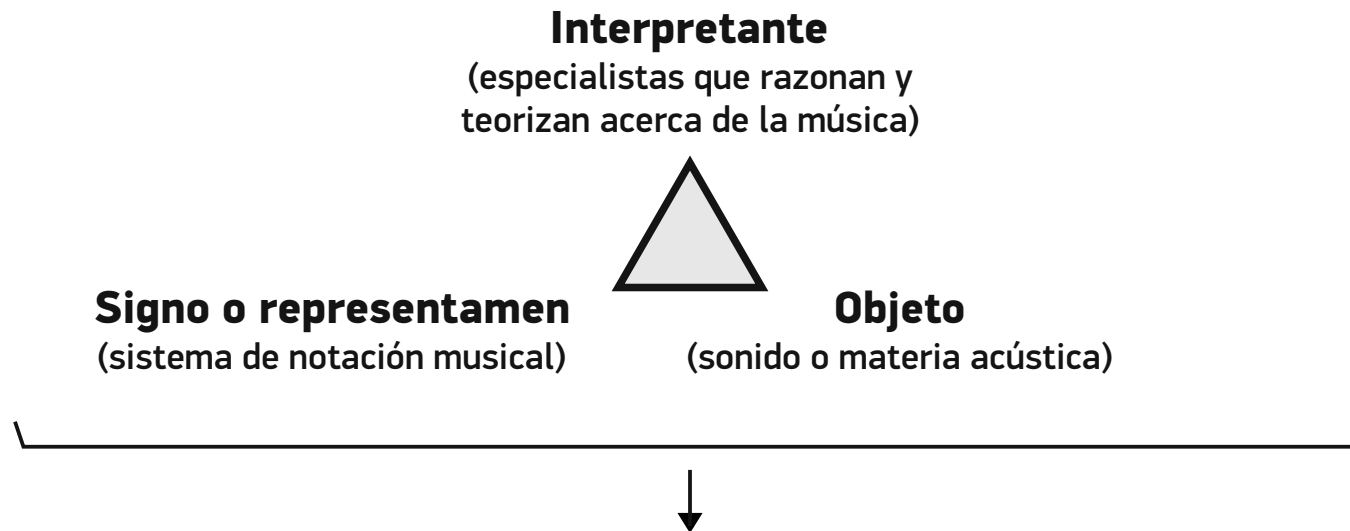 Interpretante
(especialistas que razonan y
teorizan acerca de la música)
Signo o representamen
(sistema de notación musical)
Objeto
(sonido o materia acústica)